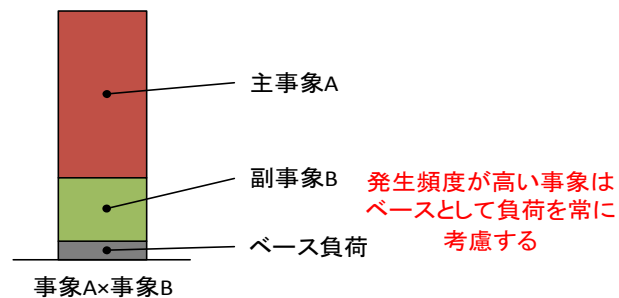 主事象A
副事象B
発生頻度が高い事象は
ベースとして負荷を常に
考慮する
ベース負荷
事象A×事象B